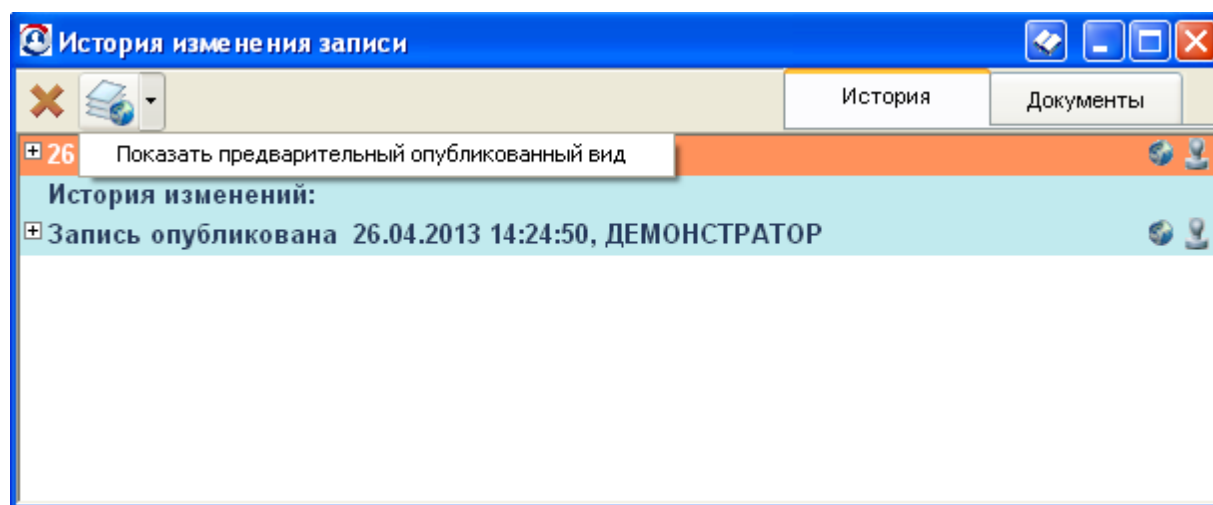 История изменения записи
История
Документы
26
Показать предварительный опубликованный вид
История изменений:
Запись опубликована 26.04.2013 14:24:50, ДЕМОНСТРАТОР